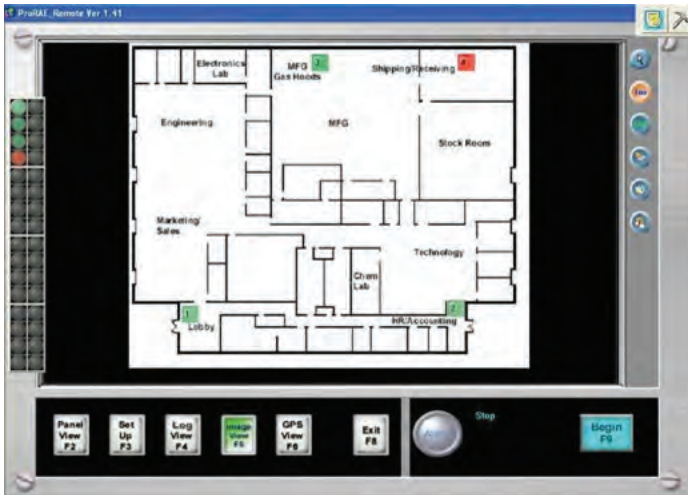 ProRAE_Remote Ver 1.41
Electronics
Lab
MFG
Gas Hoods
3
Shipping/Receiving
4
Engineering
MFG
Stock Room
Marketing/
Sales
Technology
Chem
Lab
1
Lobby
2
HR/Accounting
Panel
View
F2
Set
Up
F3
Log
View
F4
Image
View
F5
GPS
View
F6
Exit
F8
Stop
Begin
F9